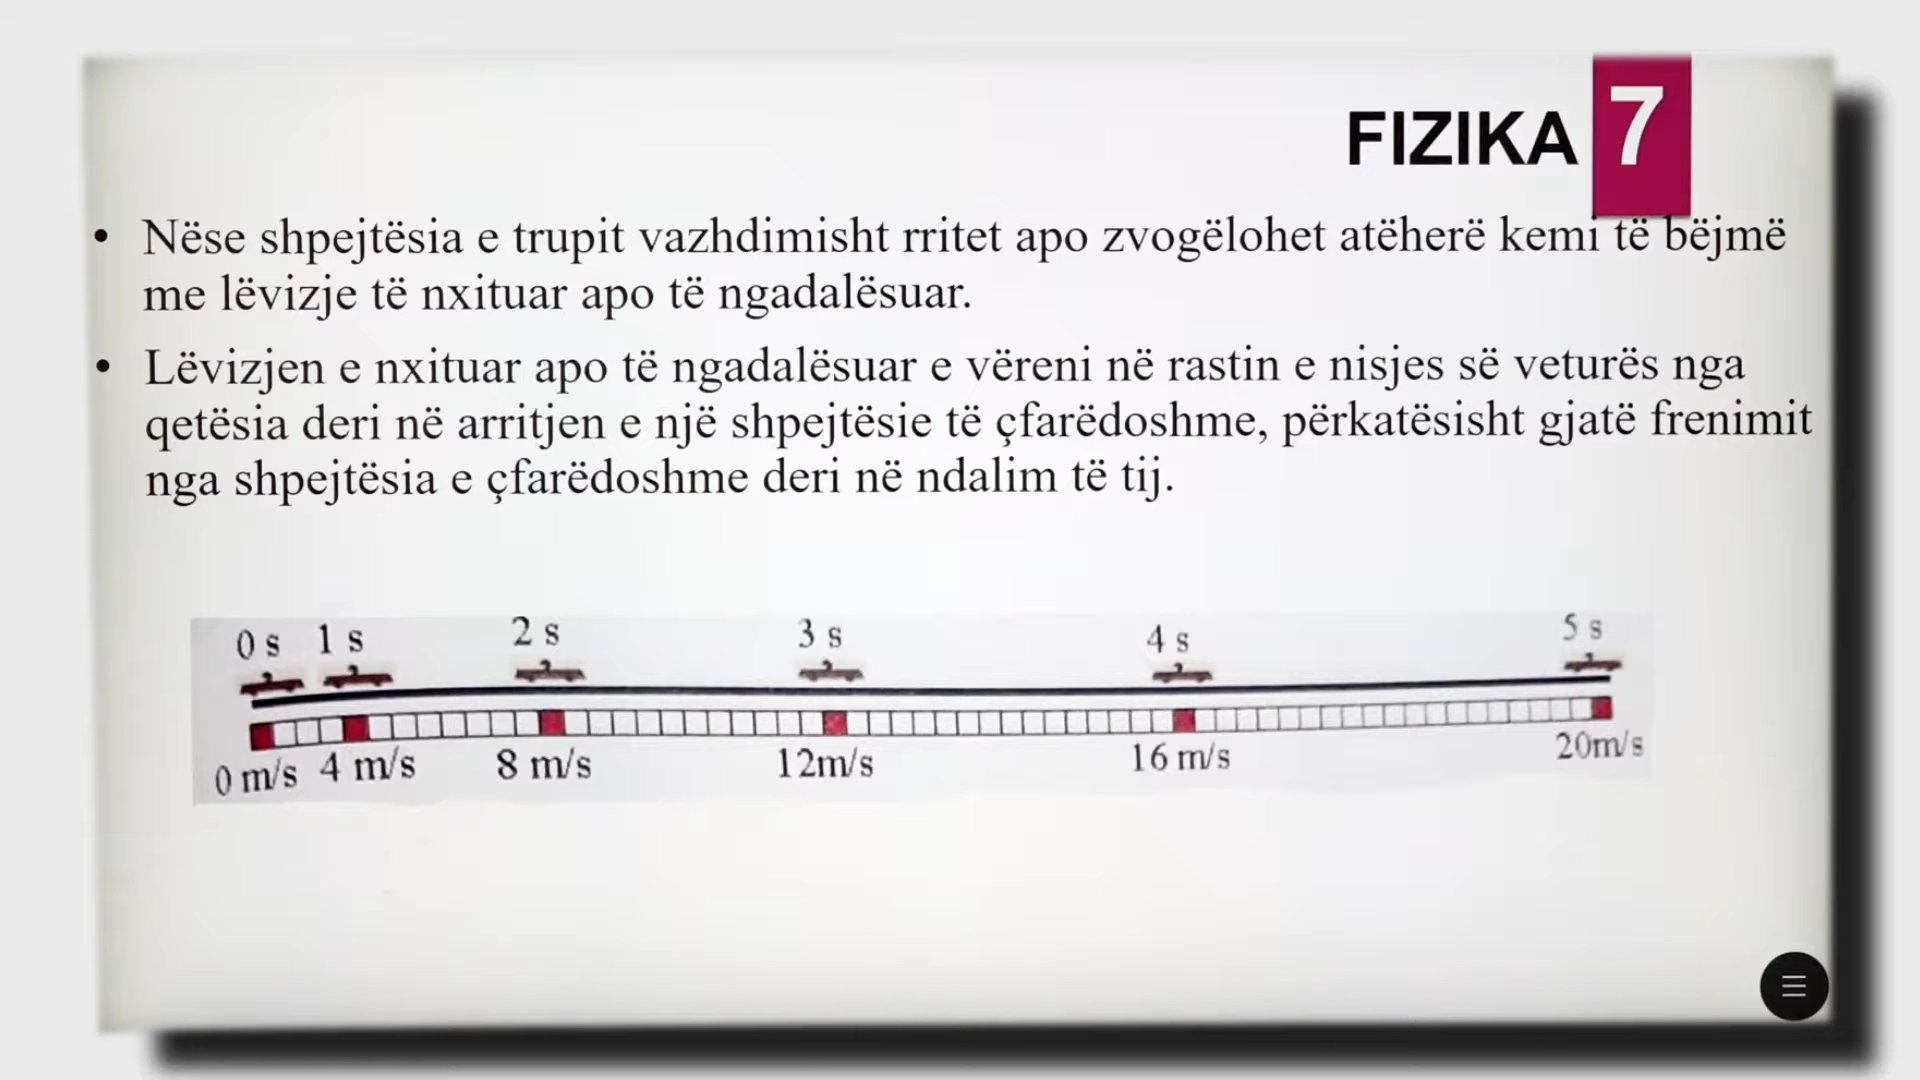 FIZIKA 7
• Nëse shpejtësia e trupit vazhdimisht rritet apo zvogëlohet atëherë kemi të bëjmë
me lëvizje të nxituar apo të ngadalësuar.
• Lëvizjen e nxituar apo të ngadalësuar e vëreni në rastin e nisjes së veturës nga
qetësia deri në arritjen e një shpejtësie të çfarëdoshme, përkatësisht gjatë frenimit
nga shpejtësia e çfarëdoshme deri në ndalim të tij.
0 s 1 s 2 s 3 s 4 s 5 s
0 m/s 4 m/s 8 m/s 12m/s 16 m/s 20m/s